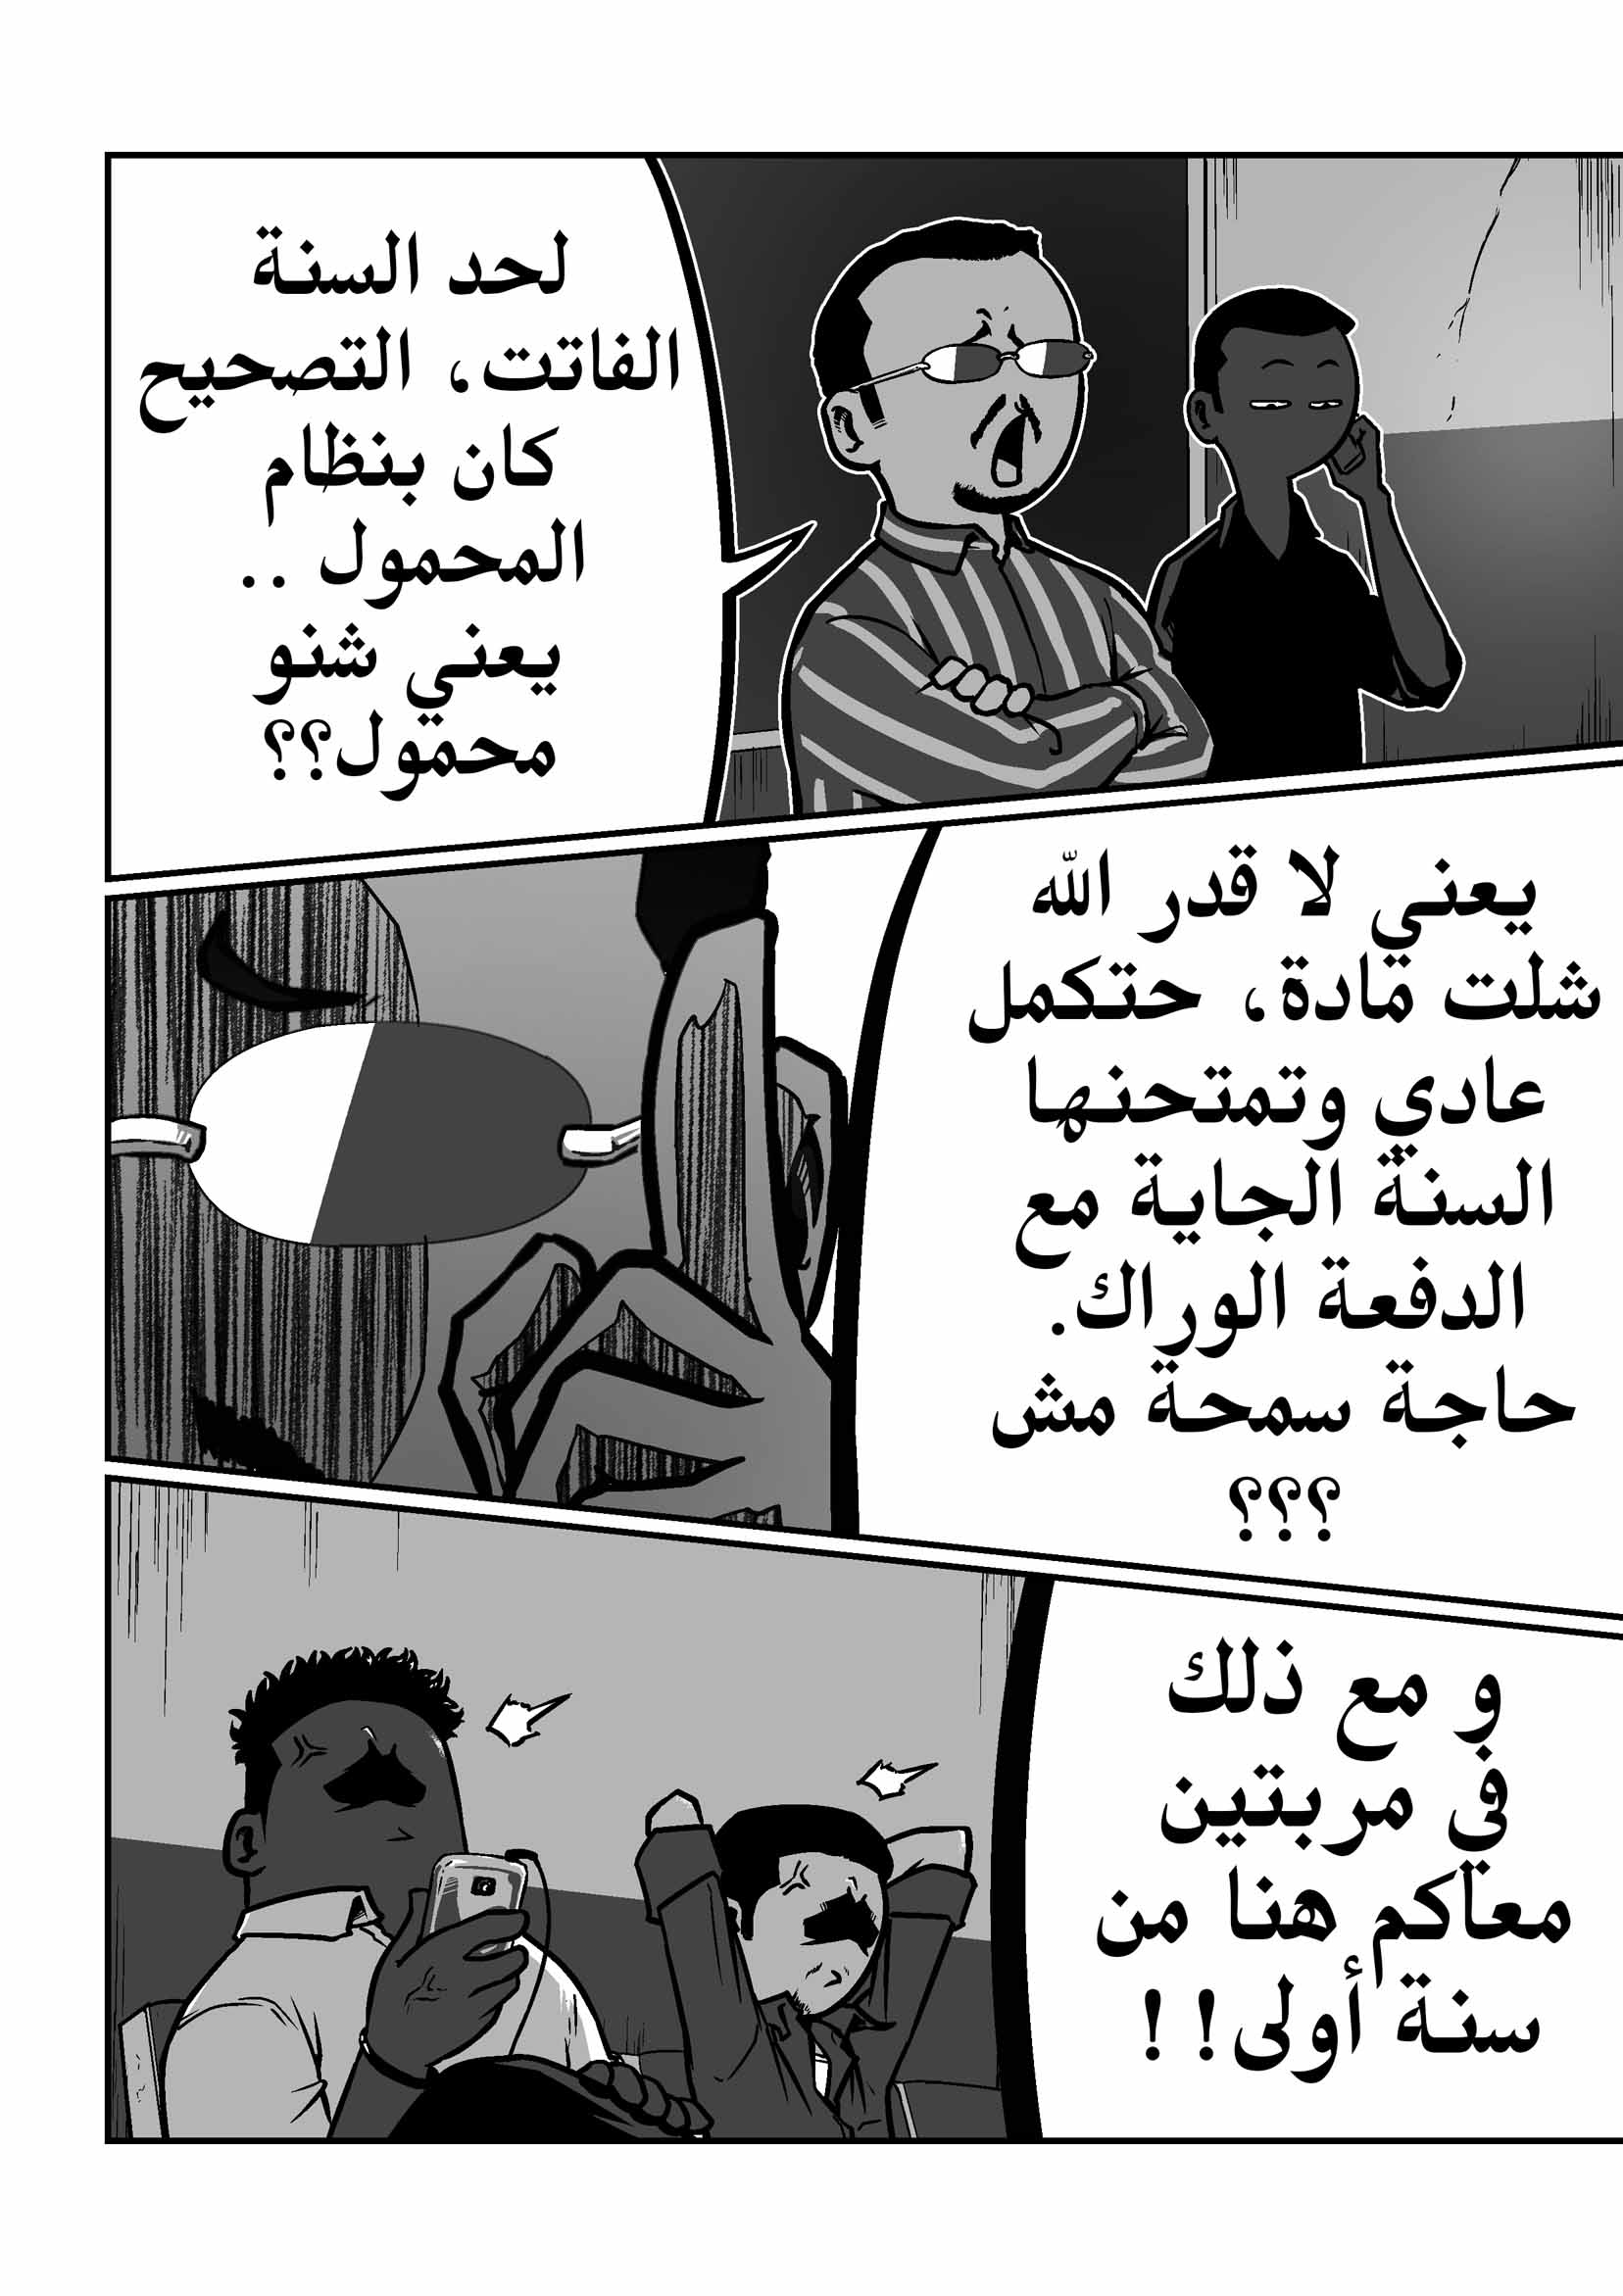 لحد السنة
الفاتت، التصحيح
كان بنظام
المحمول ..
يعني شنو
محمول؟؟
يعني لا قدر الله
شلت مادة، حتكمل
عادي وتمتحنها
السنة الجاية مع
الدفعة الوراك.
حاجة سمحة مش
؟؟؟
و مع ذلك
في مربتين
معاكم هنا من
سنة أولى! !